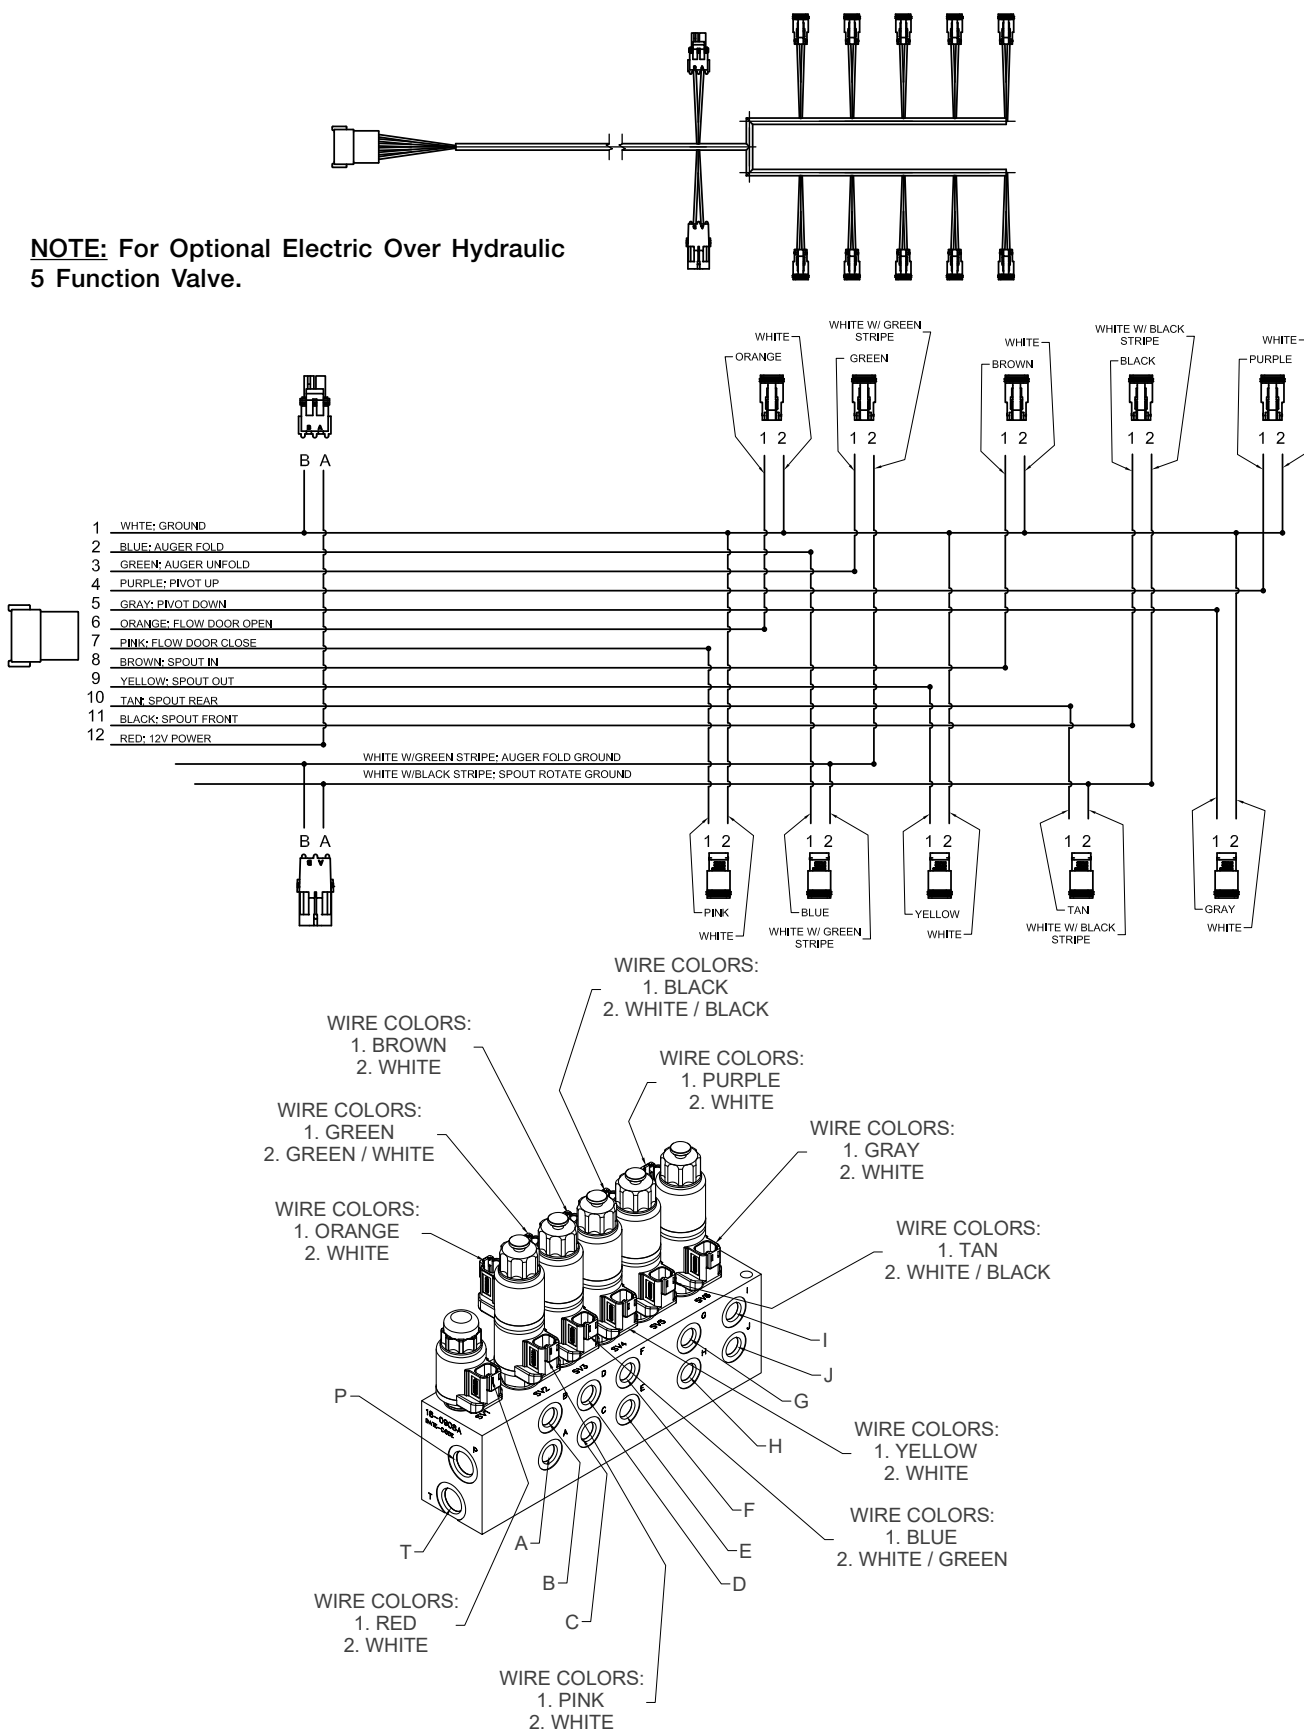 NOTE: For Optional Electric Over Hydraulic
5 Function Valve.
WHITE
ORANGE
WHITE W/ GREEN
STRIPE
GREEN
WHITE
BROWN
WHITE W/ BLACK
STRIPE
BLACK
WHITE
PURPLE
1 2
1 2
1 2
1 2
1 2
B A
1 WHTE: GROUND
2 BLUE: AUGER FOLD
3 GREEN: AUGER UNFOLD
4 PURPLE: PIVOT UP
5 GRAY: PIVOT DOWN
6 ORANGE: FLOW DOOR OPEN
7 PINK: FLOW DOOR CLOSE
8 BROWN: SPOUT IN
9 YELLOW: SPOUT OUT
10 TAN: SPOUT REAR
11 BLACK: SPOUT FRONT
12 RED: 12V POWER
WHITE W/GREEN STRIPE: AUGER FOLD GROUND
WHITE W/BLACK STRIPE: SPOUT ROTATE GROUND
B A
1 2
1 2
1 2
1 2
1 2
PINK
WHITE
BLUE
WHITE W/ GREEN
STRIPE
YELLOW
WHITE
TAN
WHITE W/ BLACK
STRIPE
GRAY
WHITE
WIRE COLORS:
1. BLACK
2. WHITE / BLACK
WIRE COLORS:
1. BROWN
2. WHITE
WIRE COLORS:
1. PURPLE
2. WHITE
WIRE COLORS:
1. GREEN
2. GREEN / WHITE
WIRE COLORS:
1. GRAY
2. WHITE
WIRE COLORS:
1. ORANGE
2. WHITE
WIRE COLORS:
1. TAN
2. WHITE / BLACK
SV6
SV5
SV4
SV3
SV2
SV1
I
J
G
H
F
E
D
C
B
A
P
T
16-0908A
P
I
J
G
H
WIRE COLORS:
1. YELLOW
2. WHITE
F
WIRE COLORS:
1. BLUE
2. WHITE / GREEN
T
A
E
B
D
C
WIRE COLORS:
1. RED
2. WHITE
WIRE COLORS:
1. PINK
2. WHITE